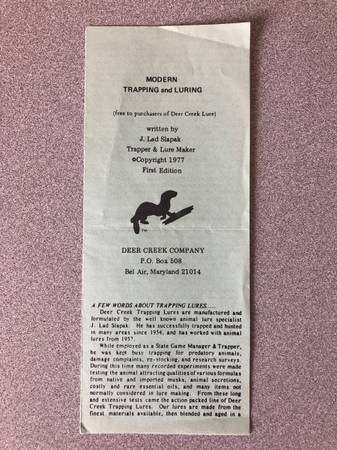 MODERN
TRAPPING and LURING
(free to purchasers of Deer Creek Lure)
written by
J. Lad Slapak
Trapper & Lure Maker
©Copyright 1977
First Edition
DEER CREEK COMPANY
P.O. Box 508
Bel Air, Maryland 21014
A FEW WORDS ABOUT TRAPPING LURES.....
Deer Creek Trapping Lures are manufactured and
formulated by the well known animal lure specialist
J. Lad Slapak. He has successfully trapped and hunted
in many areas since 1954, and has worked with animal
lures from 1957.
While employed as a State Game Manager & Trapper,
he was kept busy trapping for predatory animals,
damage complaints, re-stocking, and research surveys.
During this time many recorded experiments were made
testing the animal attracting qualities of various formulas
from native and imported musks, animal secretions,
costly and rare essential oils, and many items not
normally considered in lure making. From these long
and extensive tests came the action packed line of Deer
Creek Trapping Lures. Our lures are made from the
finest materials available, then blended and aged in a